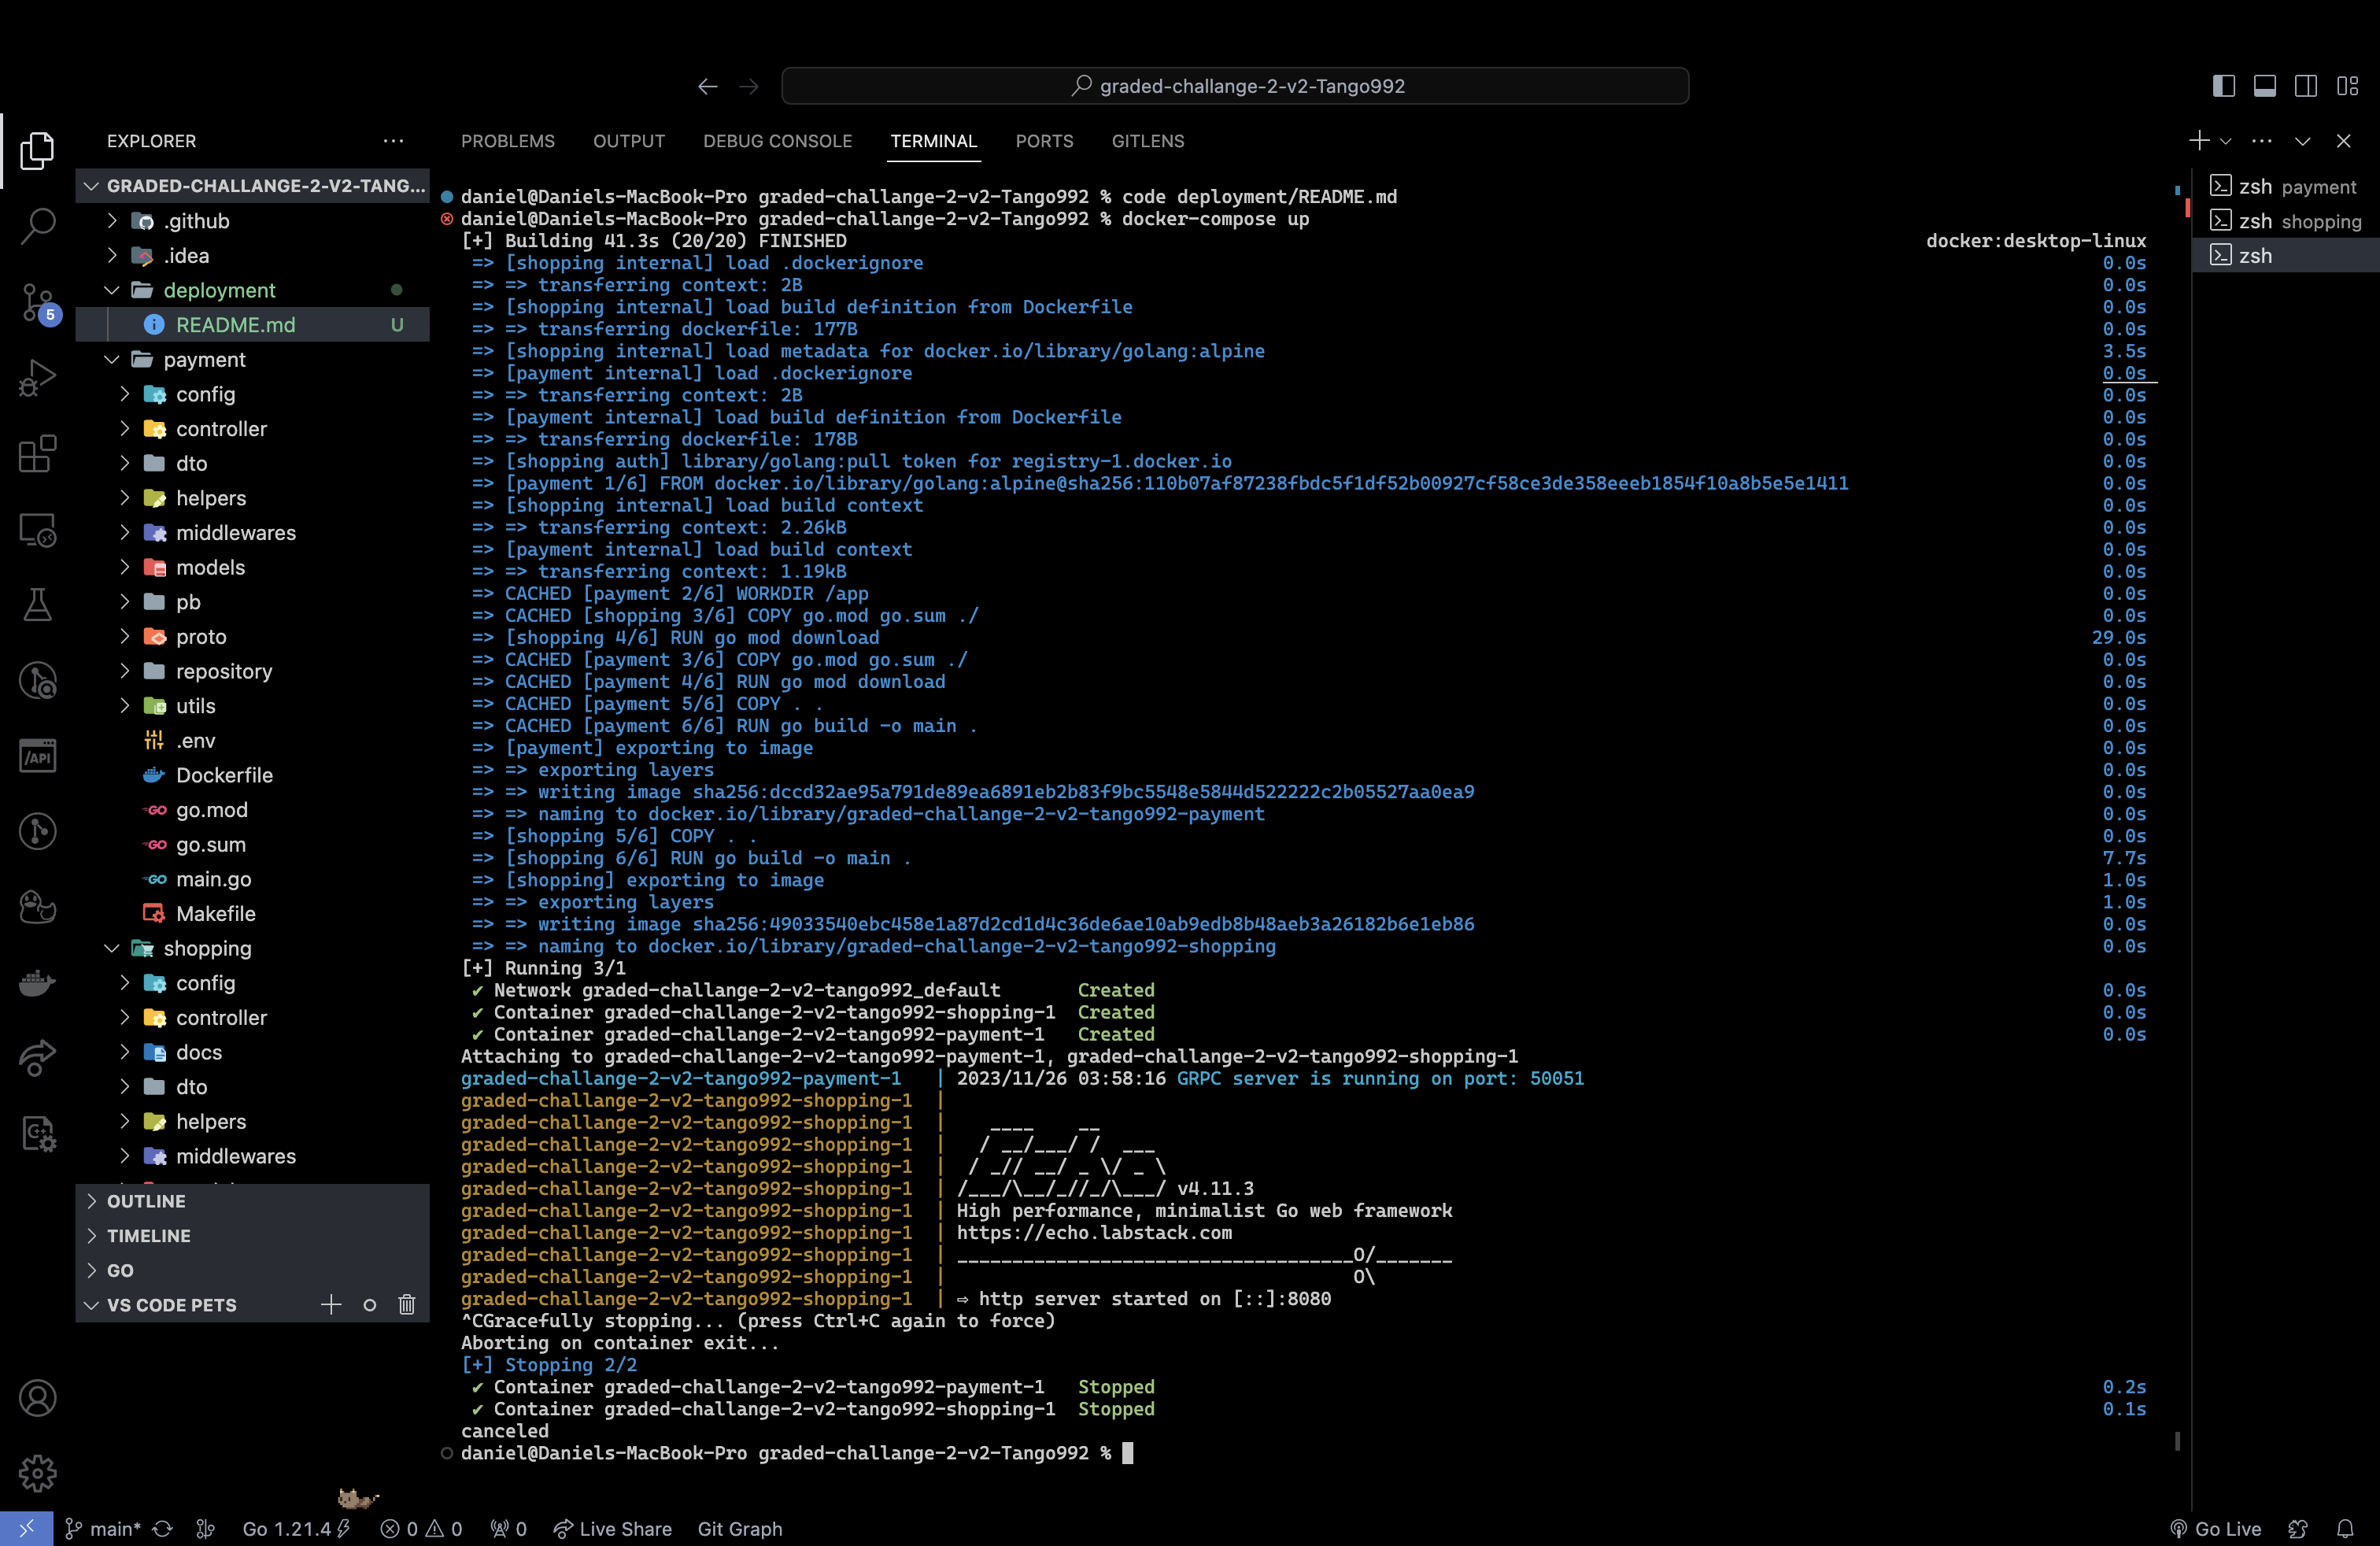 graded-challange-2-v2-Tango992
EXPLORER
PROBLEMS OUTPUT DEBUG CONSOLE TERMINAL PORTS GITLENS
GRADED-CHALLANGE-2-V2-TANG...
.github
.idea
deployment
README.md U
payment
config
controller
dto
helpers
middlewares
models
pb
proto
repository
utils
.env
Dockerfile
go.mod
go.sum
main.go
Makefile
shopping
config
controller
docs
dto
helpers
middlewares
OUTLINE
TIMELINE
GO
VS CODE PETS
5
/API
daniel@Daniels-MacBook-Pro graded-challange-2-v2-Tango992 % code deployment/README.md
daniel@Daniels-MacBook-Pro graded-challange-2-v2-Tango992 % docker-compose up
[+] Building 41.3s (20/20) FINISHED docker:desktop-linux
=> [shopping internal] load .dockerignore 0.0s
=> => transferring context: 2B 0.0s
=> [shopping internal] load build definition from Dockerfile 0.0s
=> => transferring dockerfile: 177B 0.0s
=> [shopping internal] load metadata for docker.io/library/golang:alpine 3.5s
=> [payment internal] load .dockerignore 0.0s
=> => transferring context: 2B 0.0s
=> [payment internal] load build definition from Dockerfile 0.0s
=> => transferring dockerfile: 178B 0.0s
=> [shopping auth] library/golang:pull token for registry-1.docker.io 0.0s
=> [payment 1/6] FROM docker.io/library/golang:alpine@sha256:110b07af87238fbdc5f1df52b00927cf58ce3de358eeeb1854f10a8b5e5e1411 0.0s
=> [shopping internal] load build context 0.0s
=> => transferring context: 2.26kB 0.0s
=> [payment internal] load build context 0.0s
=> => transferring context: 1.19kB 0.0s
=> CACHED [payment 2/6] WORKDIR /app 0.0s
=> CACHED [shopping 3/6] COPY go.mod go.sum ./ 0.0s
=> [shopping 4/6] RUN go mod download 29.0s
=> CACHED [payment 3/6] COPY go.mod go.sum ./ 0.0s
=> CACHED [payment 4/6] RUN go mod download 0.0s
=> CACHED [payment 5/6] COPY . . 0.0s
=> CACHED [payment 6/6] RUN go build -o main . 0.0s
=> [payment] exporting to image 0.0s
=> => exporting layers 0.0s
=> => writing image sha256:dccd32ae95a791de89ea6891eb2b83f9bc5548e5844d522222c2b05527aa0ea9 0.0s
=> => naming to docker.io/library/graded-challange-2-v2-tango992-payment 0.0s
=> [shopping 5/6] COPY . . 0.0s
=> [shopping 6/6] RUN go build -o main . 7.7s
=> [shopping] exporting to image 1.0s
=> => exporting layers 1.0s
=> => writing image sha256:49033540ebc458e1a87d2cd1d4c36de6ae10ab9edb8b48aeb3a26182b6e1eb86 0.0s
=> => naming to docker.io/library/graded-challange-2-v2-tango992-shopping 0.0s
[+] Running 3/1
✔ Network graded-challange-2-v2-tango992_default Created 0.0s
✔ Container graded-challange-2-v2-tango992-shopping-1 Created 0.0s
✔ Container graded-challange-2-v2-tango992-payment-1 Created 0.0s
Attaching to graded-challange-2-v2-tango992-payment-1, graded-challange-2-v2-tango992-shopping-1
graded-challange-2-v2-tango992-payment-1 | 2023/11/26 03:58:16 GRPC server is running on port: 50051
graded-challange-2-v2-tango992-shopping-1 |
graded-challange-2-v2-tango992-shopping-1 |    ____    __
graded-challange-2-v2-tango992-shopping-1 |   / __/___/ /  ___
graded-challange-2-v2-tango992-shopping-1 |  / _// __/ _ \/ _ \
graded-challange-2-v2-tango992-shopping-1 | /___/\__/_//_/\___/ v4.11.3
graded-challange-2-v2-tango992-shopping-1 | High performance, minimalist Go web framework
graded-challange-2-v2-tango992-shopping-1 | https://echo.labstack.com
graded-challange-2-v2-tango992-shopping-1 | ____________________________________O/_______
graded-challange-2-v2-tango992-shopping-1 |                                     O\
graded-challange-2-v2-tango992-shopping-1 | ⇨ http server started on [::]:8080
^CGracefully stopping... (press Ctrl+C again to force)
Aborting on container exit...
[+] Stopping 2/2
✔ Container graded-challange-2-v2-tango992-payment-1 Stopped 0.2s
✔ Container graded-challange-2-v2-tango992-shopping-1 Stopped 0.1s
canceled
daniel@Daniels-MacBook-Pro graded-challange-2-v2-Tango992 %
zsh payment
zsh shopping
zsh
main* Go 1.21.4 0 0 0 Live Share Git Graph Go Live